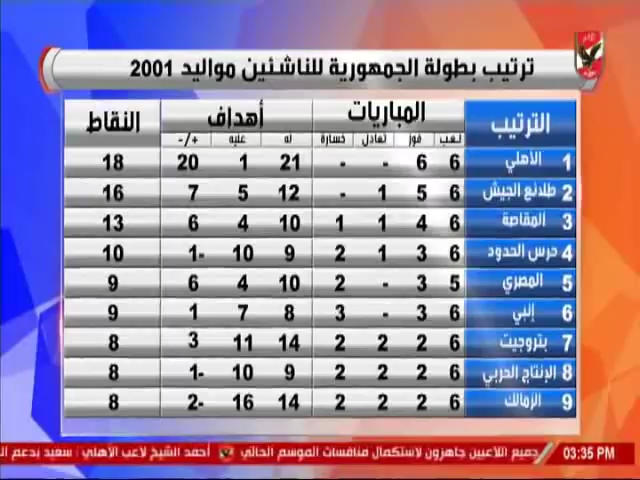 ترتيب بطولة الجمهورية للناشئين مواليد 2001
الترتيب المباريات أهداف النقاط
لعب فوز تعادل خسارة له عليه +/-
1 الأهلي 6 6 - - 21 1 20 18
2 طلائع الجيش 6 5 1 - 12 5 7 16
3 المقاصة 6 4 1 1 10 4 6 13
4 حرس الحدود 6 3 1 2 9 10 1- 10
5 المصري 5 3 - 2 10 4 6 9
6 إنبي 6 3 - 3 8 7 1 9
7 بتروجيت 6 2 2 2 14 11 3 8
8 الإنتاج الحربي 6 2 2 2 9 10 1- 8
9 الزمالك 6 2 2 2 14 16 2- 8
03:35 PM جميع اللاعبين جاهزون لاستكمال منافسات الموسم الحالي أحمد الشيخ لاعب الأهلي : سعيد بدعم ال